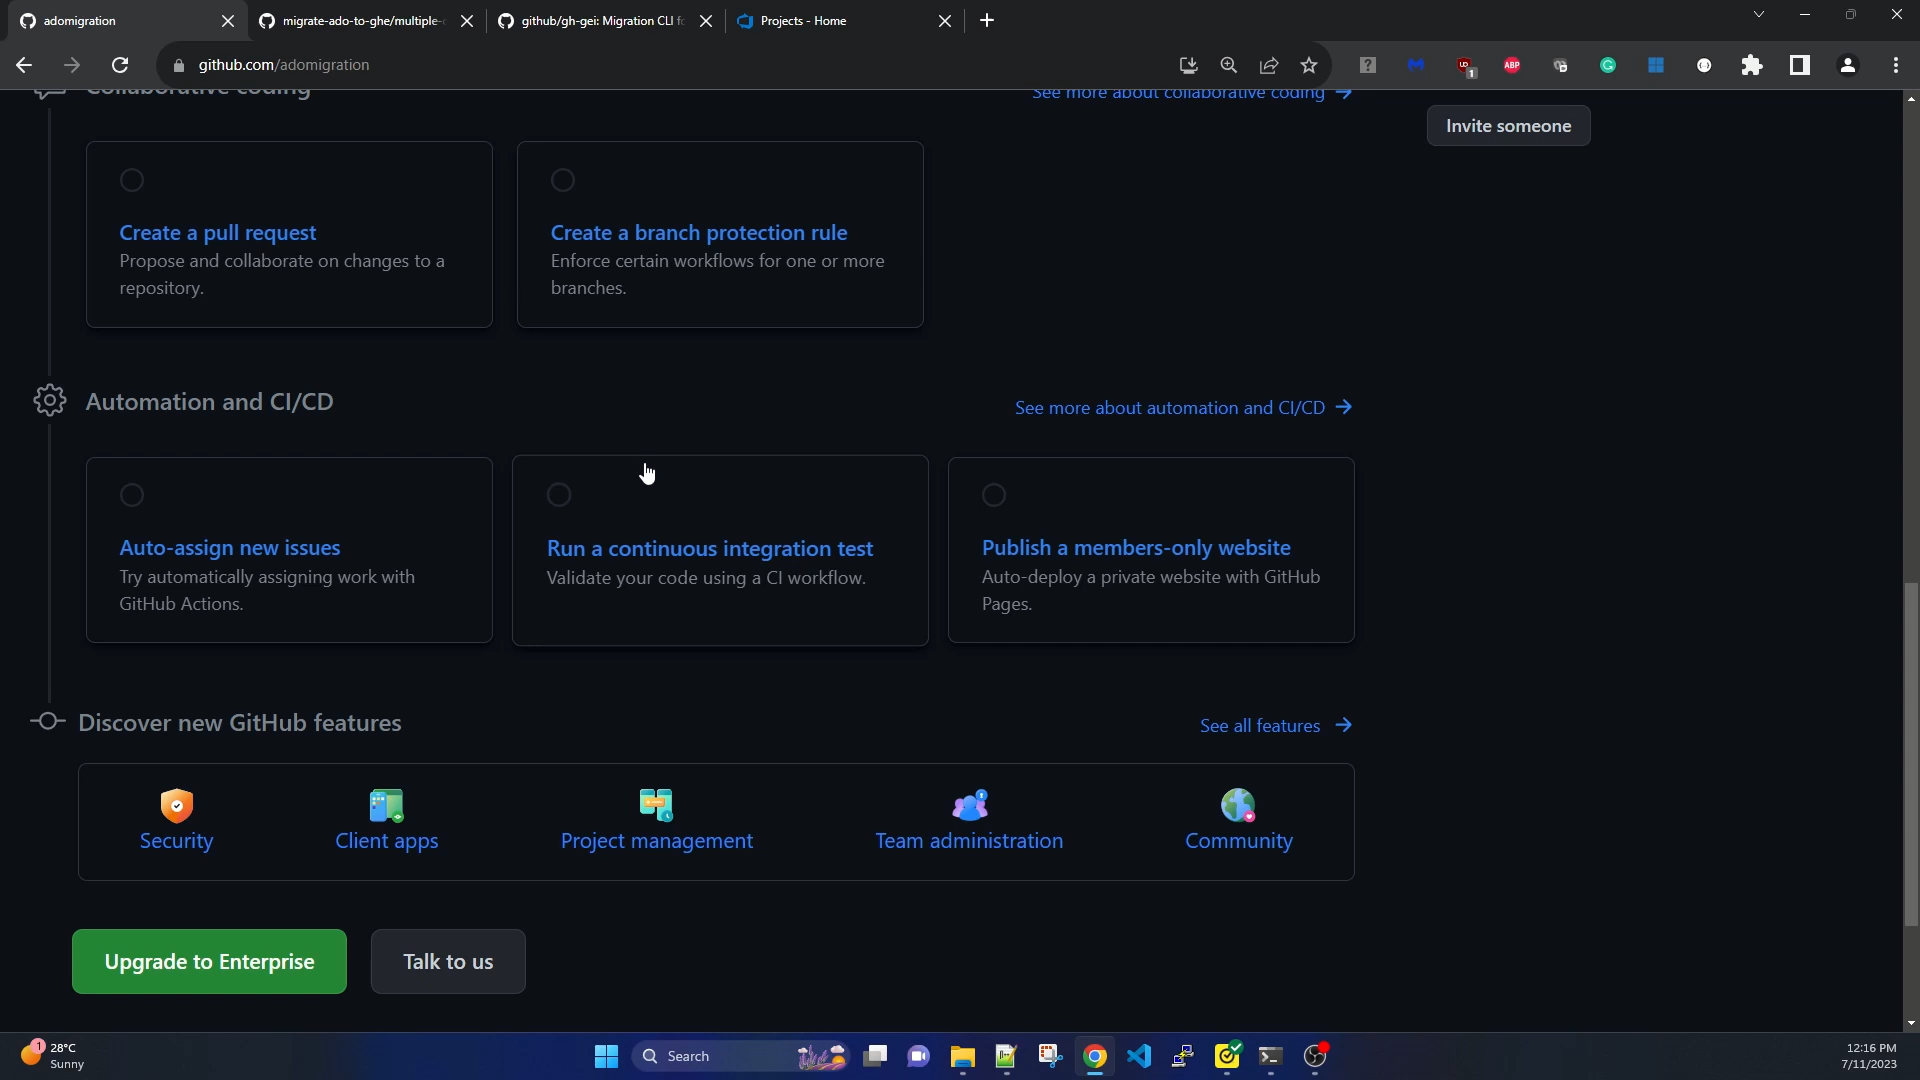 adomigration
migrate-ado-to-ghe/multiple-
github/gh-gei: Migration CLI fo
Projects - Home
github.com/adomigration
1
ABP
Collaborative coding
See more about collaborative coding
Invite someone
Create a pull request
Propose and collaborate on changes to a
repository.
Create a branch protection rule
Enforce certain workflows for one or more
branches.
Automation and CI/CD
See more about automation and CI/CD
Auto-assign new issues
Try automatically assigning work with
GitHub Actions.
Run a continuous integration test
Validate your code using a CI workflow.
Publish a members-only website
Auto-deploy a private website with GitHub
Pages.
Discover new GitHub features
See all features
Security
Client apps
Project management
Team administration
Community
Upgrade to Enterprise
Talk to us
1
28°C
Sunny
Search
12:16 PM
7/11/2023